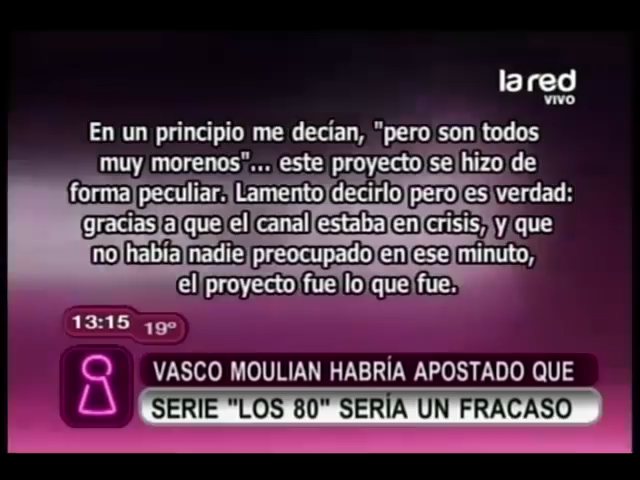 la red
VIVO
En un principio me decían, "pero son todos
muy morenos"... este proyecto se hizo de
forma peculiar. Lamento decirlo pero es verdad:
gracias a que el canal estaba en crisis, y que
no había nadie preocupado en ese minuto,
el proyecto fue lo que fue.
13:15 19º
VASCO MOULIAN HABRÍA APOSTADO QUE
SERIE "LOS 80" SERÍA UN FRACASO